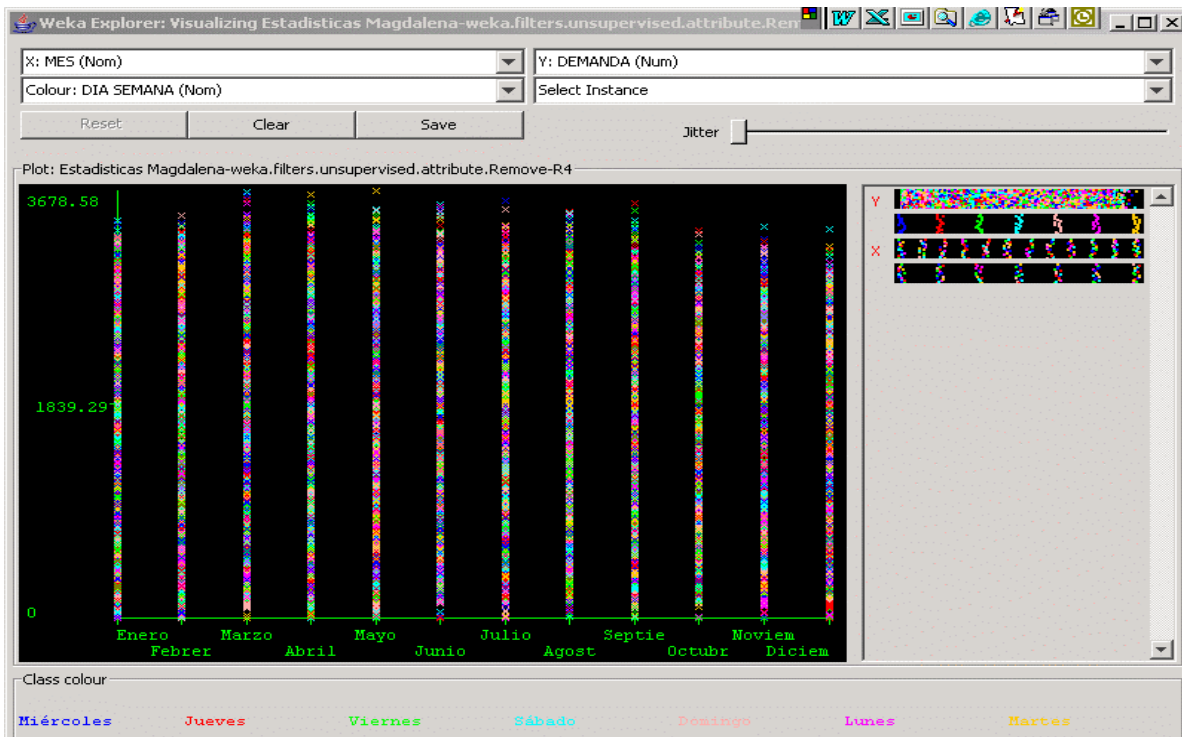 Weka Explorer: Visualizing Estadisticas Magdalena-weka.filters.unsupervised.attribute.Rem
X: MES (Nom) Y: DEMANDA (Num)
Colour: DIA SEMANA (Nom) Select Instance
Reset Clear Save Jitter
Plot: Estadisticas Magdalena-weka.filters.unsupervised.attribute.Remove-R4
3678.58 Y
X
1839.29
0
Enero Marzo Mayo Julio Septie Noviem
Febrer Abril Junio Agost Octubr Diciem
Class colour
Miércoles Jueves Viernes Sábado Domingo Lunes Martes